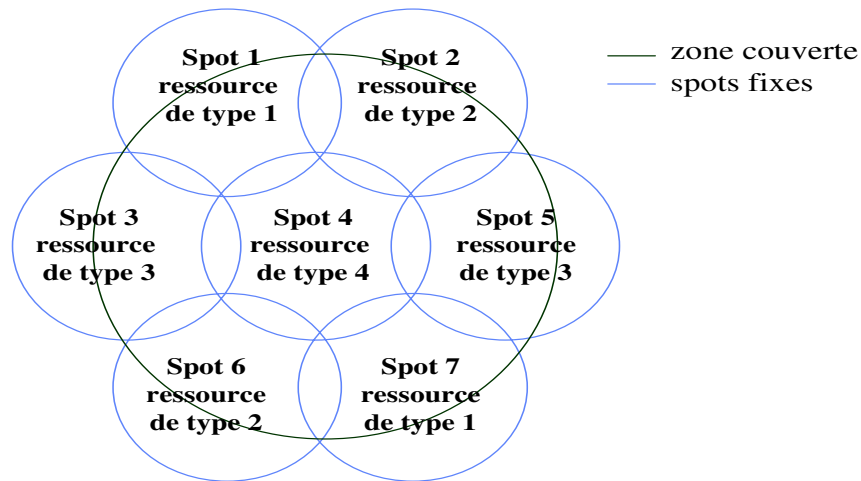 Spot 1
ressource
de type 1
Spot 2
ressource
de type 2
zone couverte
spots fixes
Spot 3
ressource
de type 3
Spot 4
ressource
de type 4
Spot 5
ressource
de type 3
Spot 6
ressource
de type 2
Spot 7
ressource
de type 1